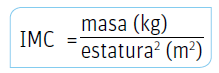 IMC = masa (kg)
estatura² (m²)